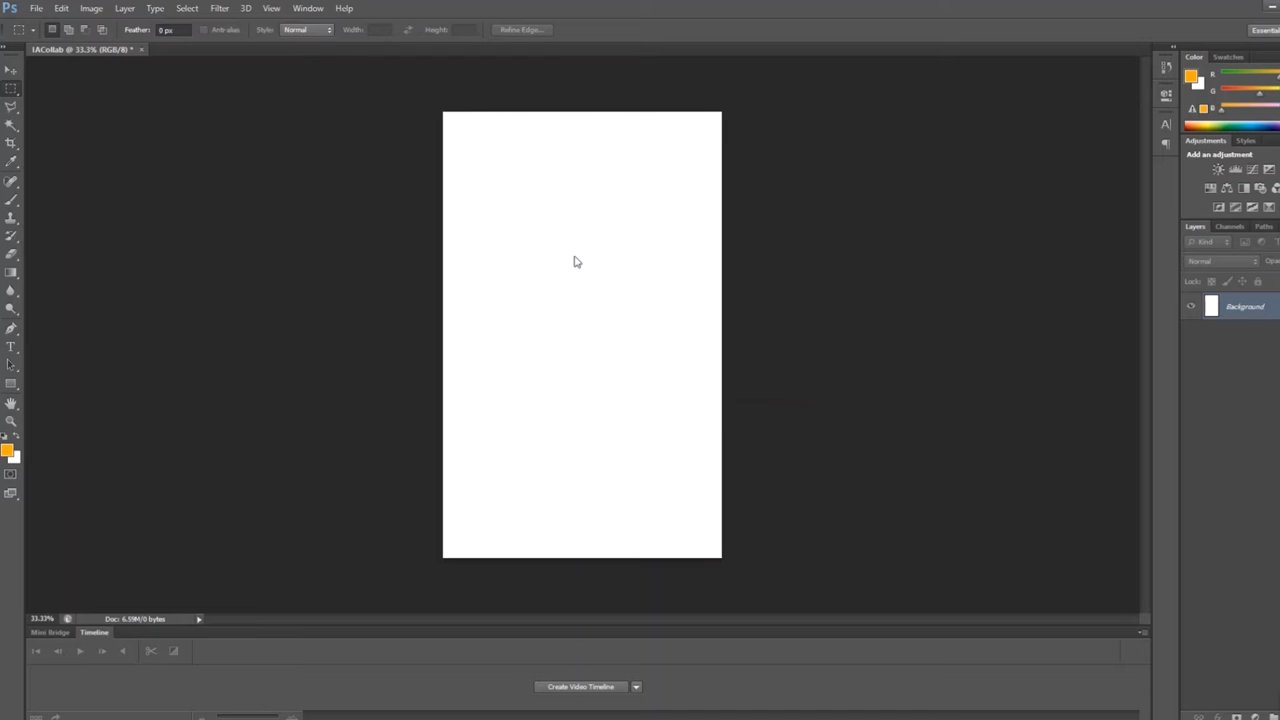 Ps File Edit Image Layer Type Select Filter 3D View Window Help
Feather: 0 px Anti-alias Style: Normal Width: Height: Refine Edge...
IACollab @ 33.3% (RGB/8) * ×
Color Swatches
R
G
B
Adjustments Styles
Add an adjustment
Layers Channels Paths
Kind
Normal
Lock:
Background
33.33% Doc: 6.59M/0 bytes
Mini Bridge Timeline
Create Video Timeline